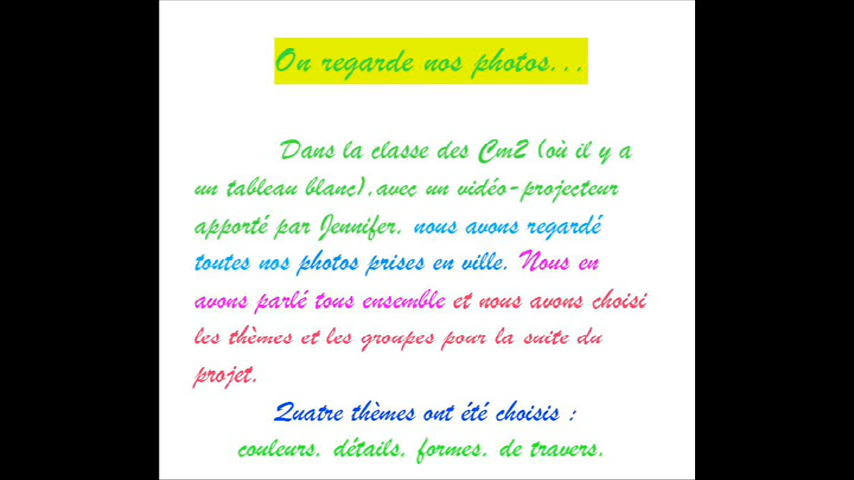 On regarde nos photos...
Dans la classe des Cm2 (où il y a
un tableau blanc),avec un vidéo-projecteur
apporté par Jennifer, nous avons regardé
toutes nos photos prises en ville. Nous en
avons parlé tous ensemble et nous avons choisi
les thèmes et les groupes pour la suite du
projet.
Quatre thèmes ont été choisis :
couleurs, détails, formes, de travers.